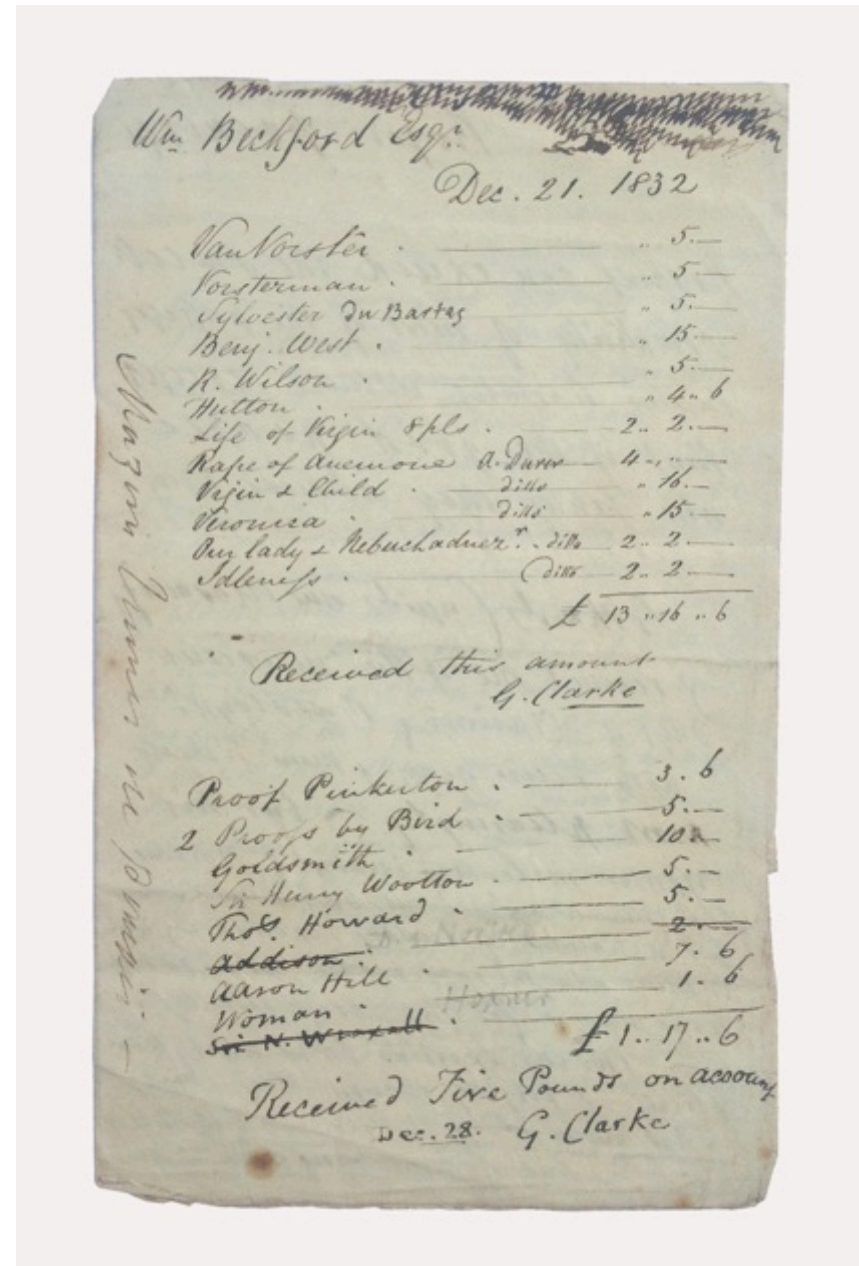 Wm Beckford Esqr
Dec. 21. 1832
Van Vorster . — „ 5.—
Vorsterman . — „ 5.—
Sylvester du Bartas „ 5.—
Benj. West . — „ 15.—
R. Wilson . — „ 5.—
Hutton . — „ 4 „ 6
Life of Virgin 8 pls . — 2 „ 2.—
Rape of Anemone A. Durer — 4 „ „ —
Virgin & Child . — ditto „ 16.—
Veronica . — ditto „ 15.—
Our lady & Nebuchadnezr. . ditto 2 „ 2.—
Idleness . ditto 2 „ 2.—
£ 13 „ 16 „ 6
Received this amount
G. Clarke
Proof Pinkerton . — 3 . 6
2 Proofs by Bird . — 5.—
Goldsmith . — 10 „
Sir Henry Wootton . — 5.—
Thos. Howard . — 5.—
Addison . — 2.—
Aaron Hill . — 7 . 6
Woman . — 1 . 6
Sir N. Wraxall .
£ 1 „ 17 „ 6
Received Five Pounds on account
Dec. 28. G. Clarke